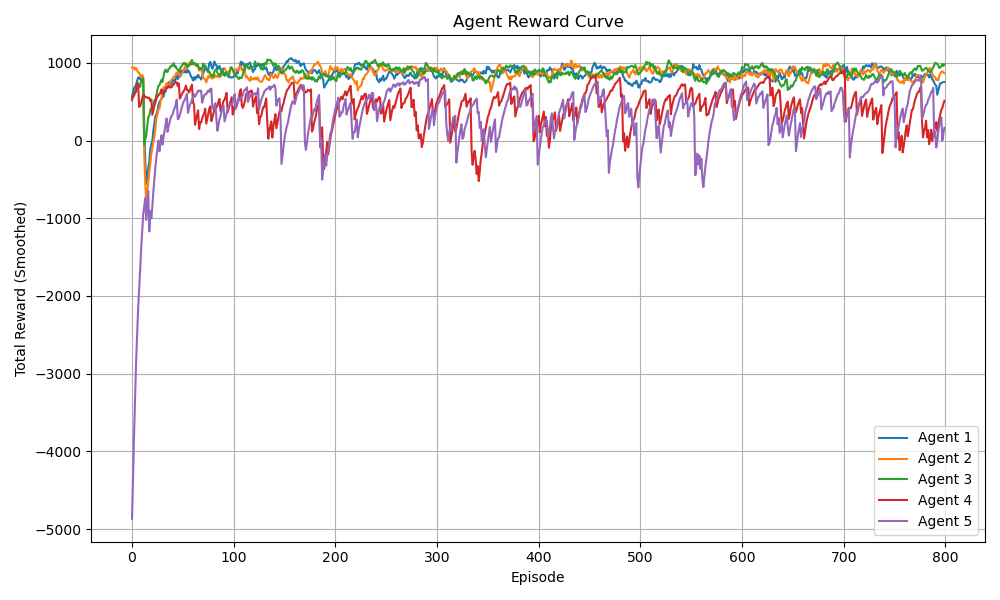 Agent Reward Curve
Total Reward (Smoothed)
1000
0
−1000
−2000
−3000
−4000
−5000
0 100 200 300 400 500 600 700 800
Episode
Agent 1
Agent 2
Agent 3
Agent 4
Agent 5